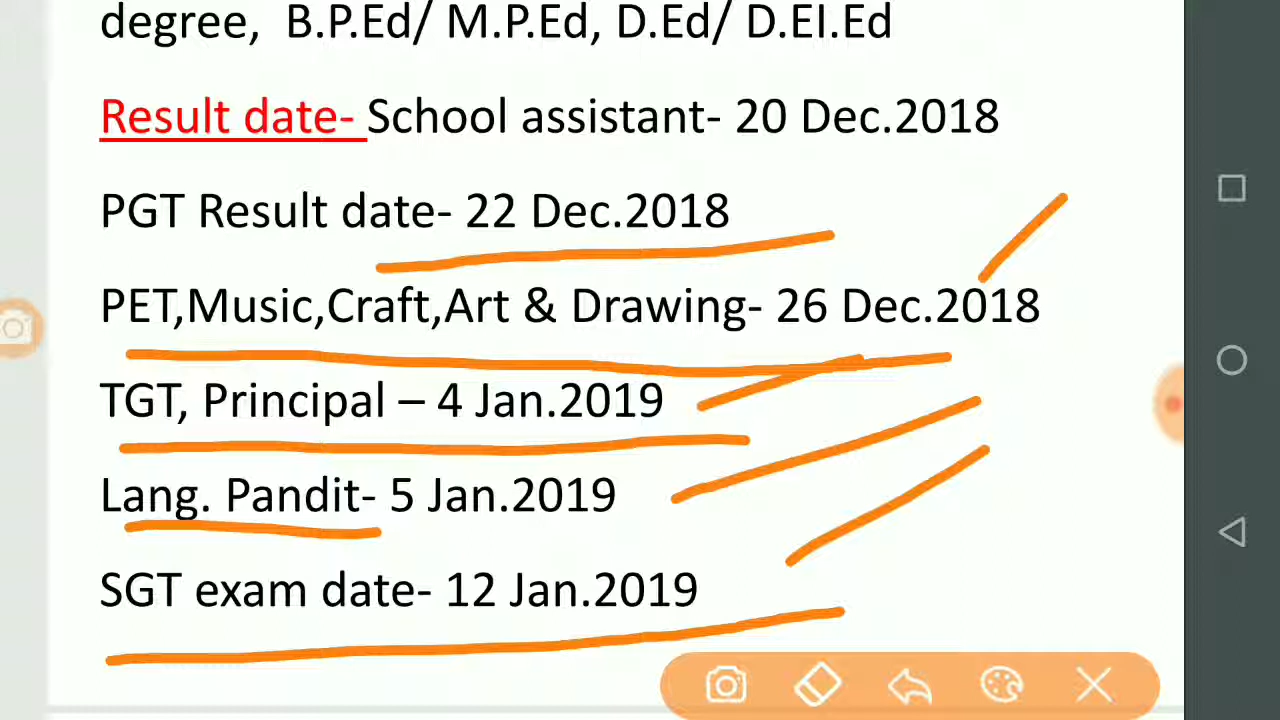 degree, B.P.Ed/ M.P.Ed, D.Ed/ D.EI.Ed
Result date- School assistant- 20 Dec.2018
PGT Result date- 22 Dec.2018
PET,Music,Craft,Art & Drawing- 26 Dec.2018
TGT, Principal – 4 Jan.2019
Lang. Pandit- 5 Jan.2019
SGT exam date- 12 Jan.2019